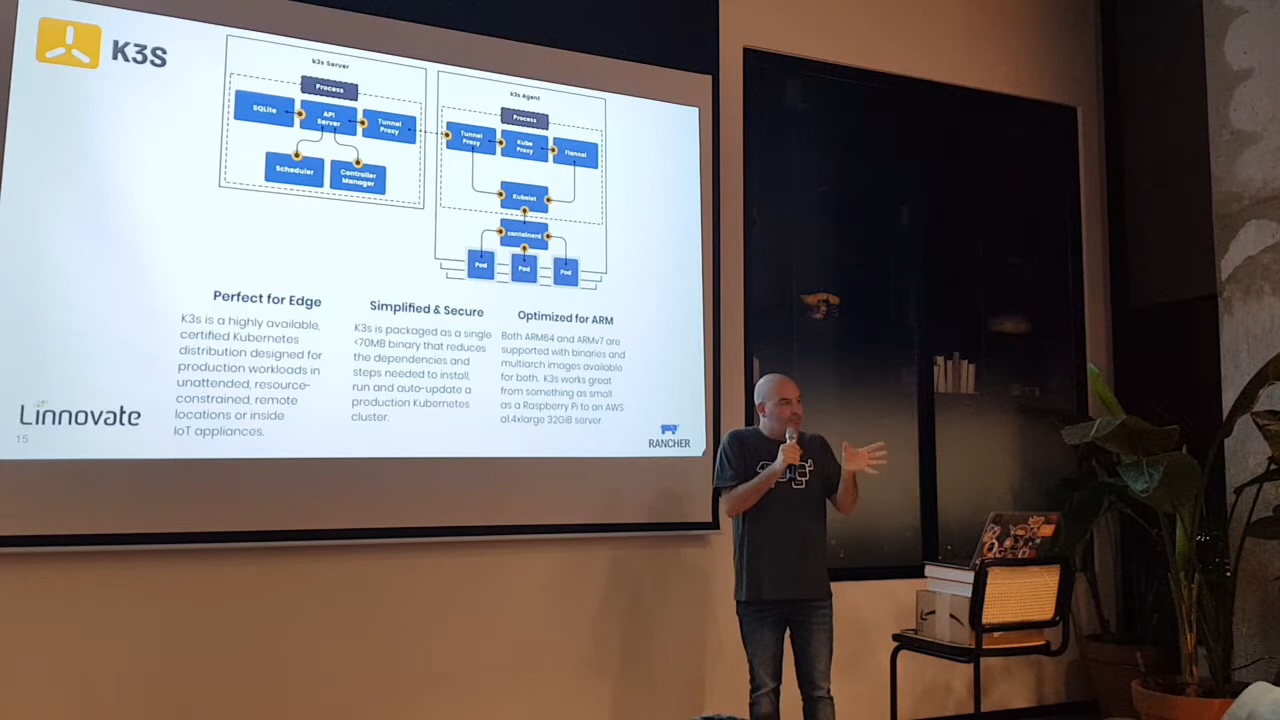 K3S
k3s Server
Process
SQLite
API
Server
Tunnel
Proxy
Scheduler
Controller
Manager
k3s Agent
Process
Tunnel
Proxy
Kube
Proxy
Flannel
Kubelet
containerd
Pod
Pod
Pod
Perfect for Edge
K3s is a highly available,
certified Kubernetes
distribution designed for
production workloads in
unattended, resource-
constrained, remote
locations or inside
IoT appliances.
Simplified & Secure
K3s is packaged as a single
<70MB binary that reduces
the dependencies and
steps needed to install,
run and auto-update a
production Kubernetes
cluster.
Optimized for ARM
Both ARM64 and ARMv7 are
supported with binaries and
multiarch images available
for both. K3s works great
from something as small
as a Raspberry Pi to an AWS
a1.4xlarge 32GiB server.
Linnovate
15
RANCHER